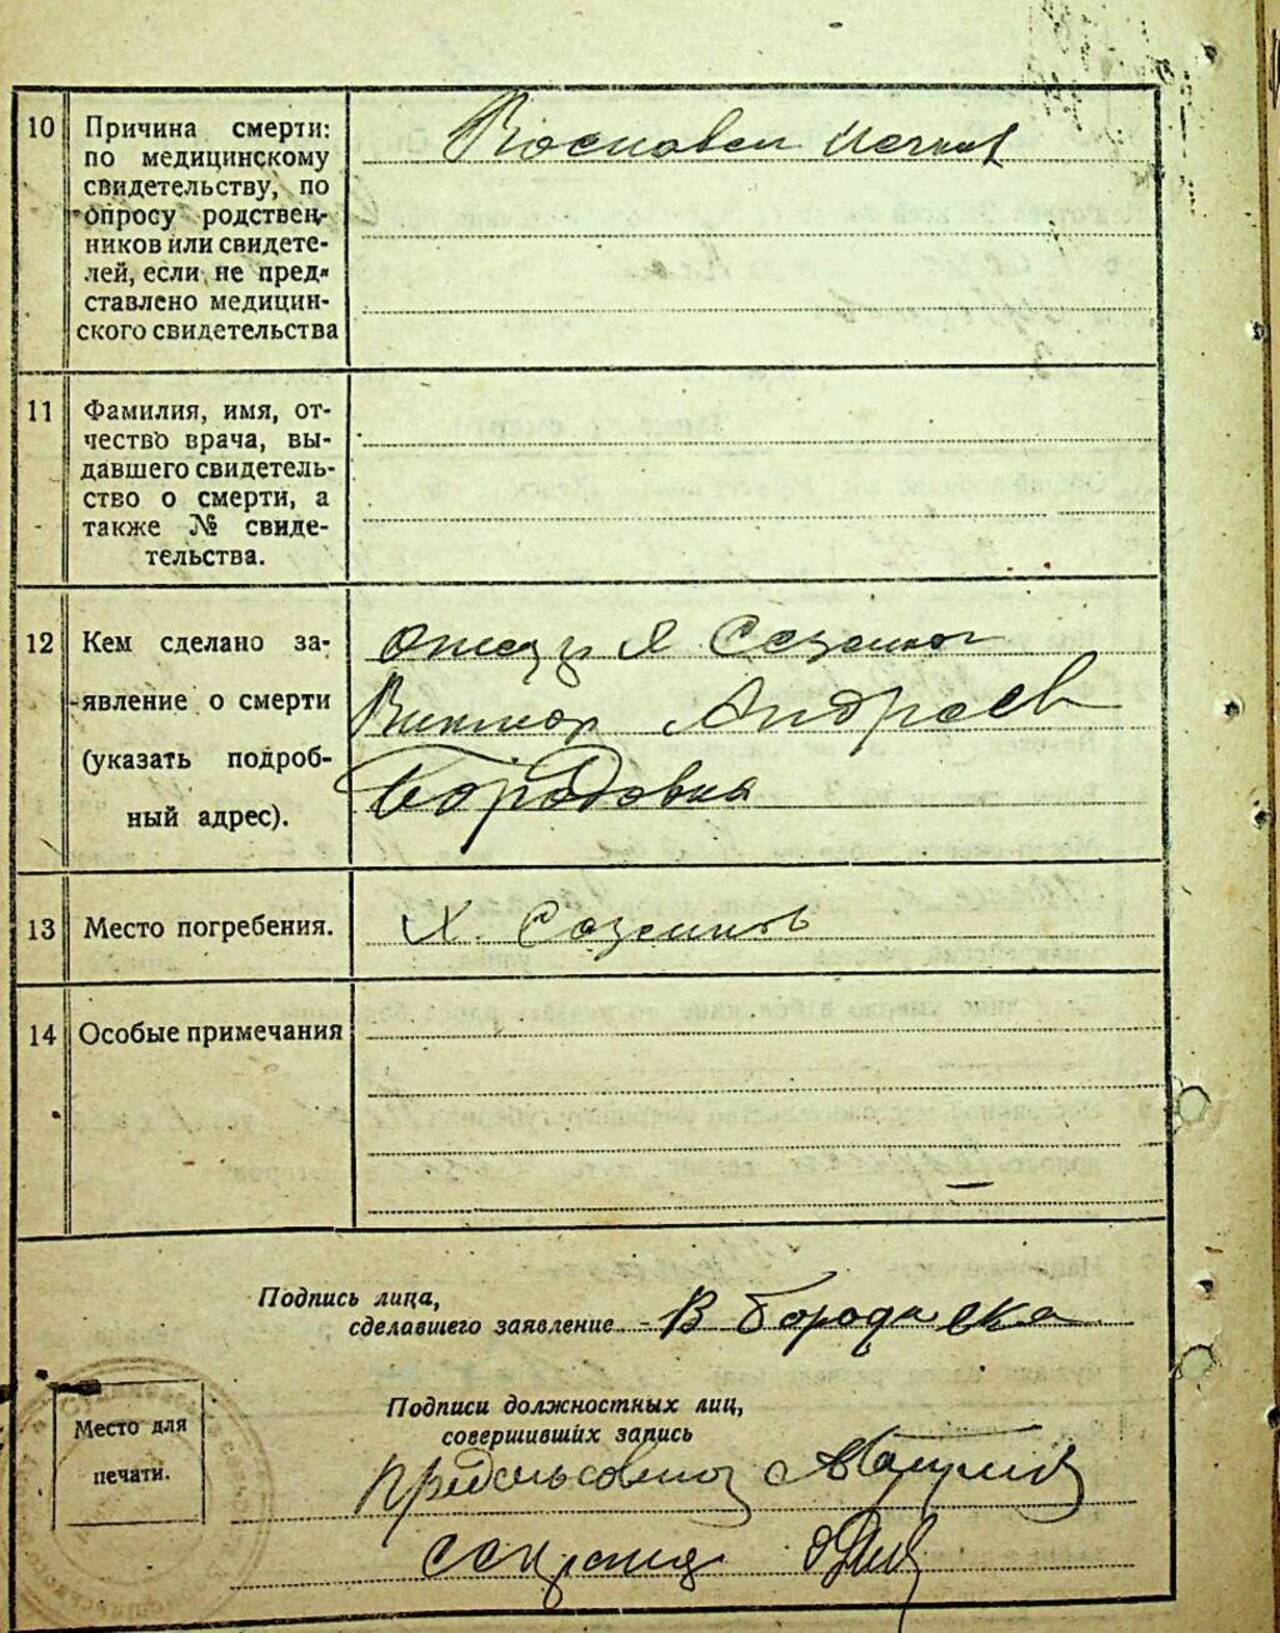 10 Причина смерти:
по медицинскому
свидетельству, по
опросу родствен-
ников или свидете-
лей, если не пред-
ставлено медицин-
ского свидетельства
11 Фамилия, имя, от-
чество врача, вы-
давшего свидетель-
ство о смерти, а
также № свиде-
тельства.
12 Кем сделано за-
явление о смерти
(указать подроб-
ный адрес).
Виктор Андреев
Бородовка
13 Место погребения.
Х.
14 Особые примечания
Подпись лица,
сделавшего заявление В Бородавка
Подписи должностных лиц,
совершивших запись
Место для
печати.